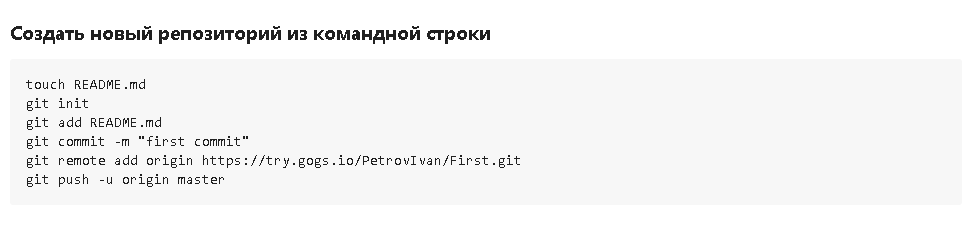 Создать новый репозиторий из командной строки
touch README.md
git init
git add README.md
git commit -m "first commit"
git remote add origin https://try.gogs.io/PetrovIvan/First.git
git push -u origin master